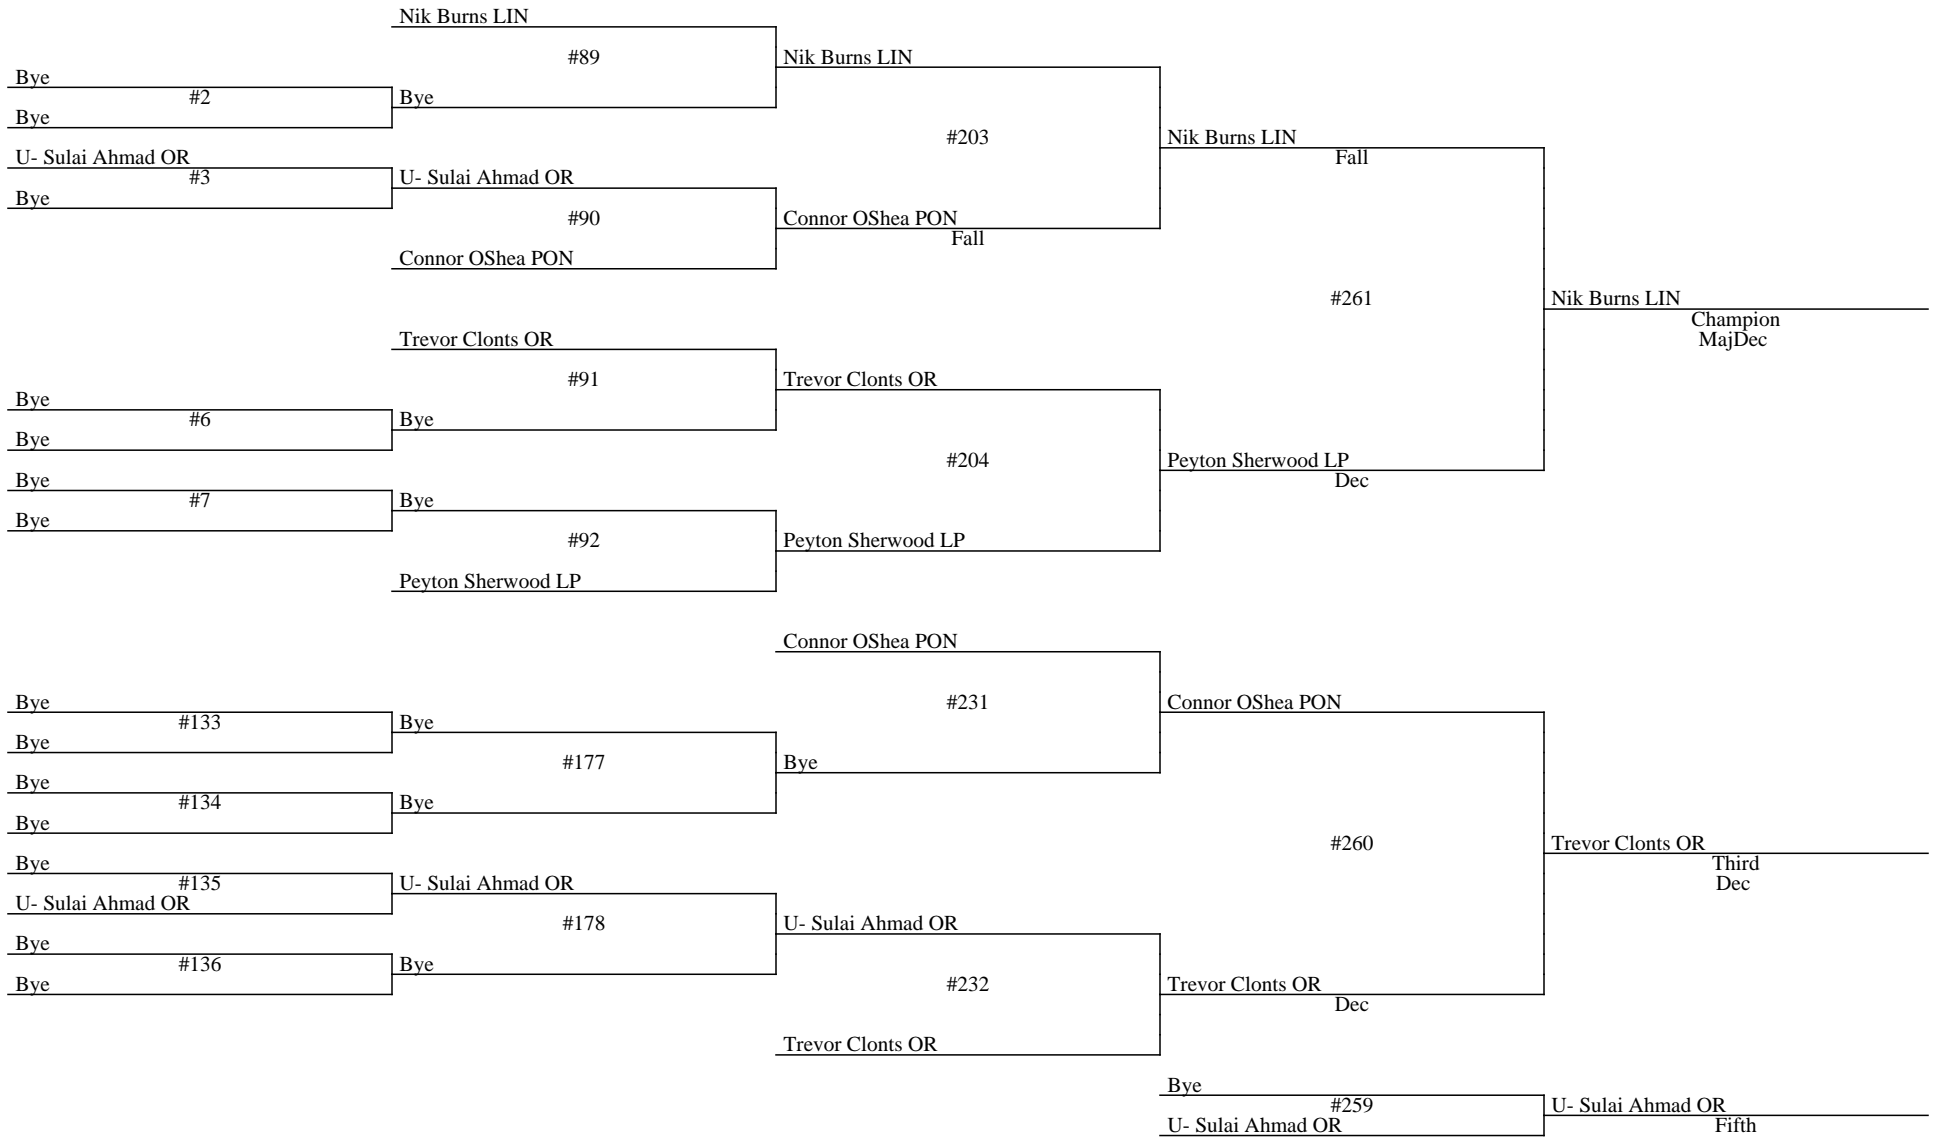 Nik Burns LIN
#89
Nik Burns LIN
Bye
#2
Bye
Bye
#203
Nik Burns LIN
Fall
U- Sulai Ahmad OR
#3
U- Sulai Ahmad OR
Bye
#90
Connor OShea PON
Fall
Connor OShea PON
#261
Nik Burns LIN
Champion
MajDec
Trevor Clonts OR
#91
Trevor Clonts OR
Bye
#6
Bye
Bye
#204
Peyton Sherwood LP
Dec
Bye
#7
Bye
Bye
#92
Peyton Sherwood LP
Peyton Sherwood LP
Connor OShea PON
#231
Connor OShea PON
Bye
#133
Bye
Bye
#177
Bye
Bye
#134
Bye
Bye
#260
Trevor Clonts OR
Third
Dec
Bye
#135
U- Sulai Ahmad OR
U- Sulai Ahmad OR
#178
U- Sulai Ahmad OR
Bye
#136
Bye
Bye
#232
Trevor Clonts OR
Dec
Trevor Clonts OR
Bye
#259
U- Sulai Ahmad OR
U- Sulai Ahmad OR
Fifth